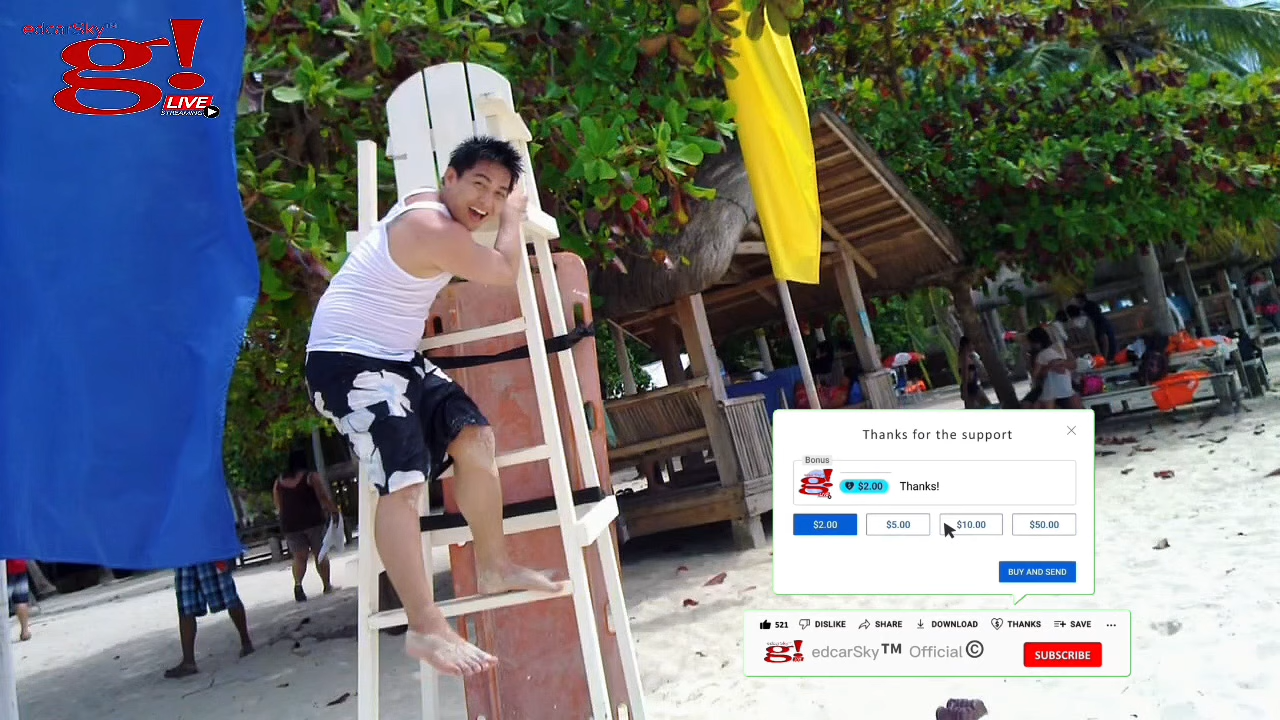 edcarSky™
g!
LIVE
STREAMING
Thanks for the support
Bonus
g!
$2.00 Thanks!
$2.00 $5.00 $10.00 $50.00
BUY AND SEND
521 DISLIKE SHARE DOWNLOAD THANKS SAVE ...
g! edcarSky™ Official ©
SUBSCRIBE